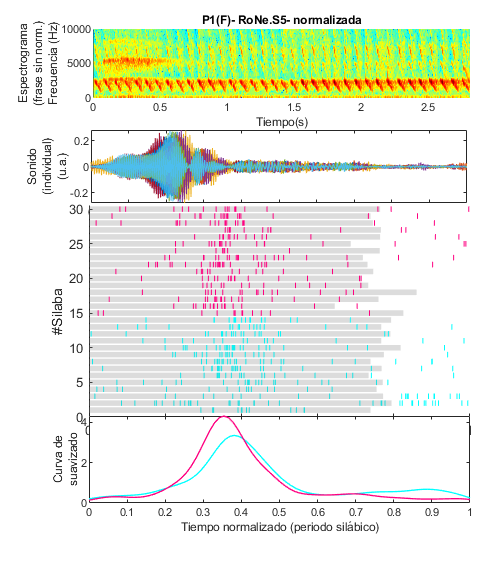 P1(F)- RoNe.S5- normalizada
Espectrograma
(frase sin norm.)
Frecuencia (Hz)
10000
5000
0
0 0.5 1 1.5 2 2.5
Tiempo(s)
Sonido
(individual)
(u.a.)
0.2
0
-0.2
#Silaba
30
25
20
15
10
5
0
Curva de
suavizado
4
2
0
0 0.1 0.2 0.3 0.4 0.5 0.6 0.7 0.8 0.9 1
Tiempo normalizado (periodo silábico)